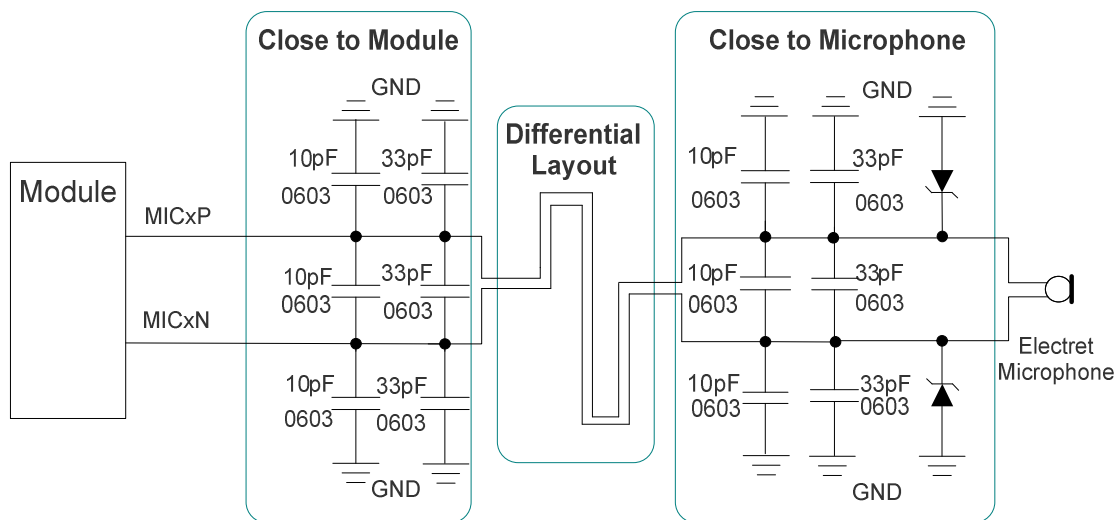 Close to Module
Close to Microphone
GND
GND
Differential
Layout
10pF
33pF
0603
0603
10pF
33pF
0603
0603
Module
MICxP
10pF
33pF
0603
0603
10pF
33pF
0603
0603
MICxN
Electret
Microphone
10pF
33pF
0603
0603
10pF
33pF
0603
0603
GND
GND